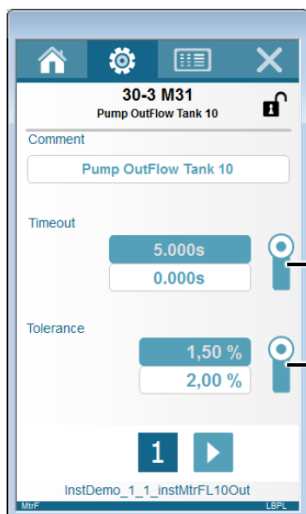 30-3 M31
Pump OutFlow Tank 10
Comment
Pump OutFlow Tank 10
Timeout
5.000s
0.000s
Tolerance
1,50 %
2,00 %
1
InstDemo_1_1_instMtrFL10Out
MtrF LBPL